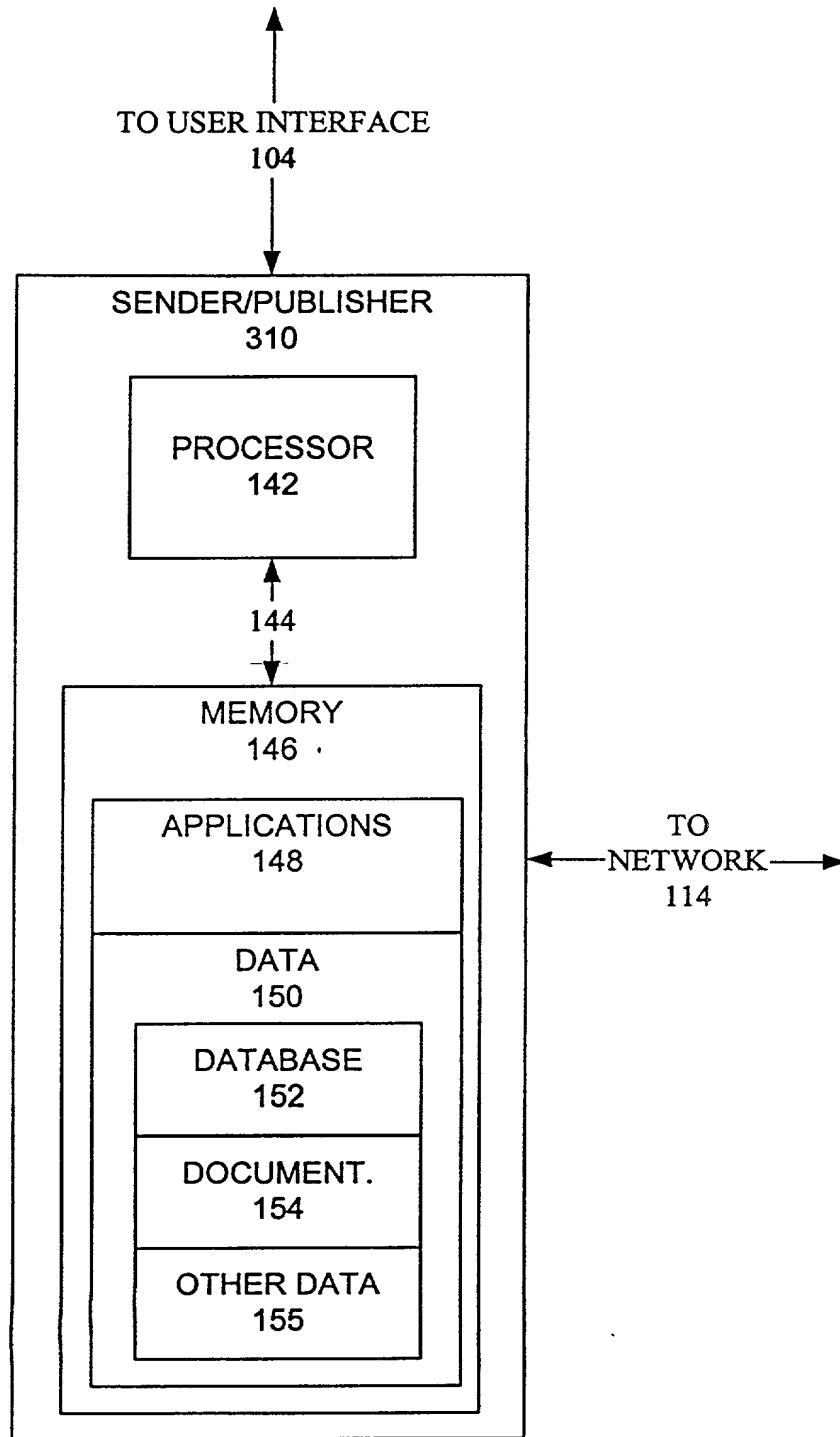 TO USER INTERFACE
104
SENDER/PUBLISHER
310
PROCESSOR
142
144
MEMORY
146
APPLICATIONS
148
TO
NETWORK
114
DATA
150
DATABASE
152
DOCUMENT.
154
OTHER DATA
155